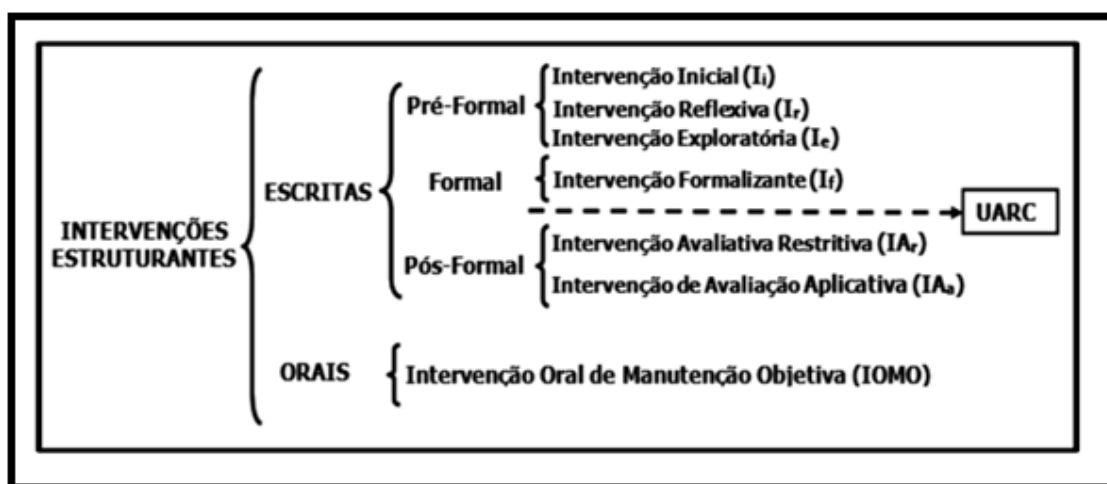 Pré-Formal
Intervenção Inicial (Iᵢ)
Intervenção Reflexiva (Iᵣ)
Intervenção Exploratória (Iₑ)
ESCRITAS
Formal
Intervenção Formalizante (I_f)
UARC
INTERVENÇÕES
ESTRUTURANTES
Pós-Formal
Intervenção Avaliativa Restritiva (IAᵣ)
Intervenção de Avaliação Aplicativa (IAₐ)
ORAIS
Intervenção Oral de Manutenção Objetiva (IOMO)